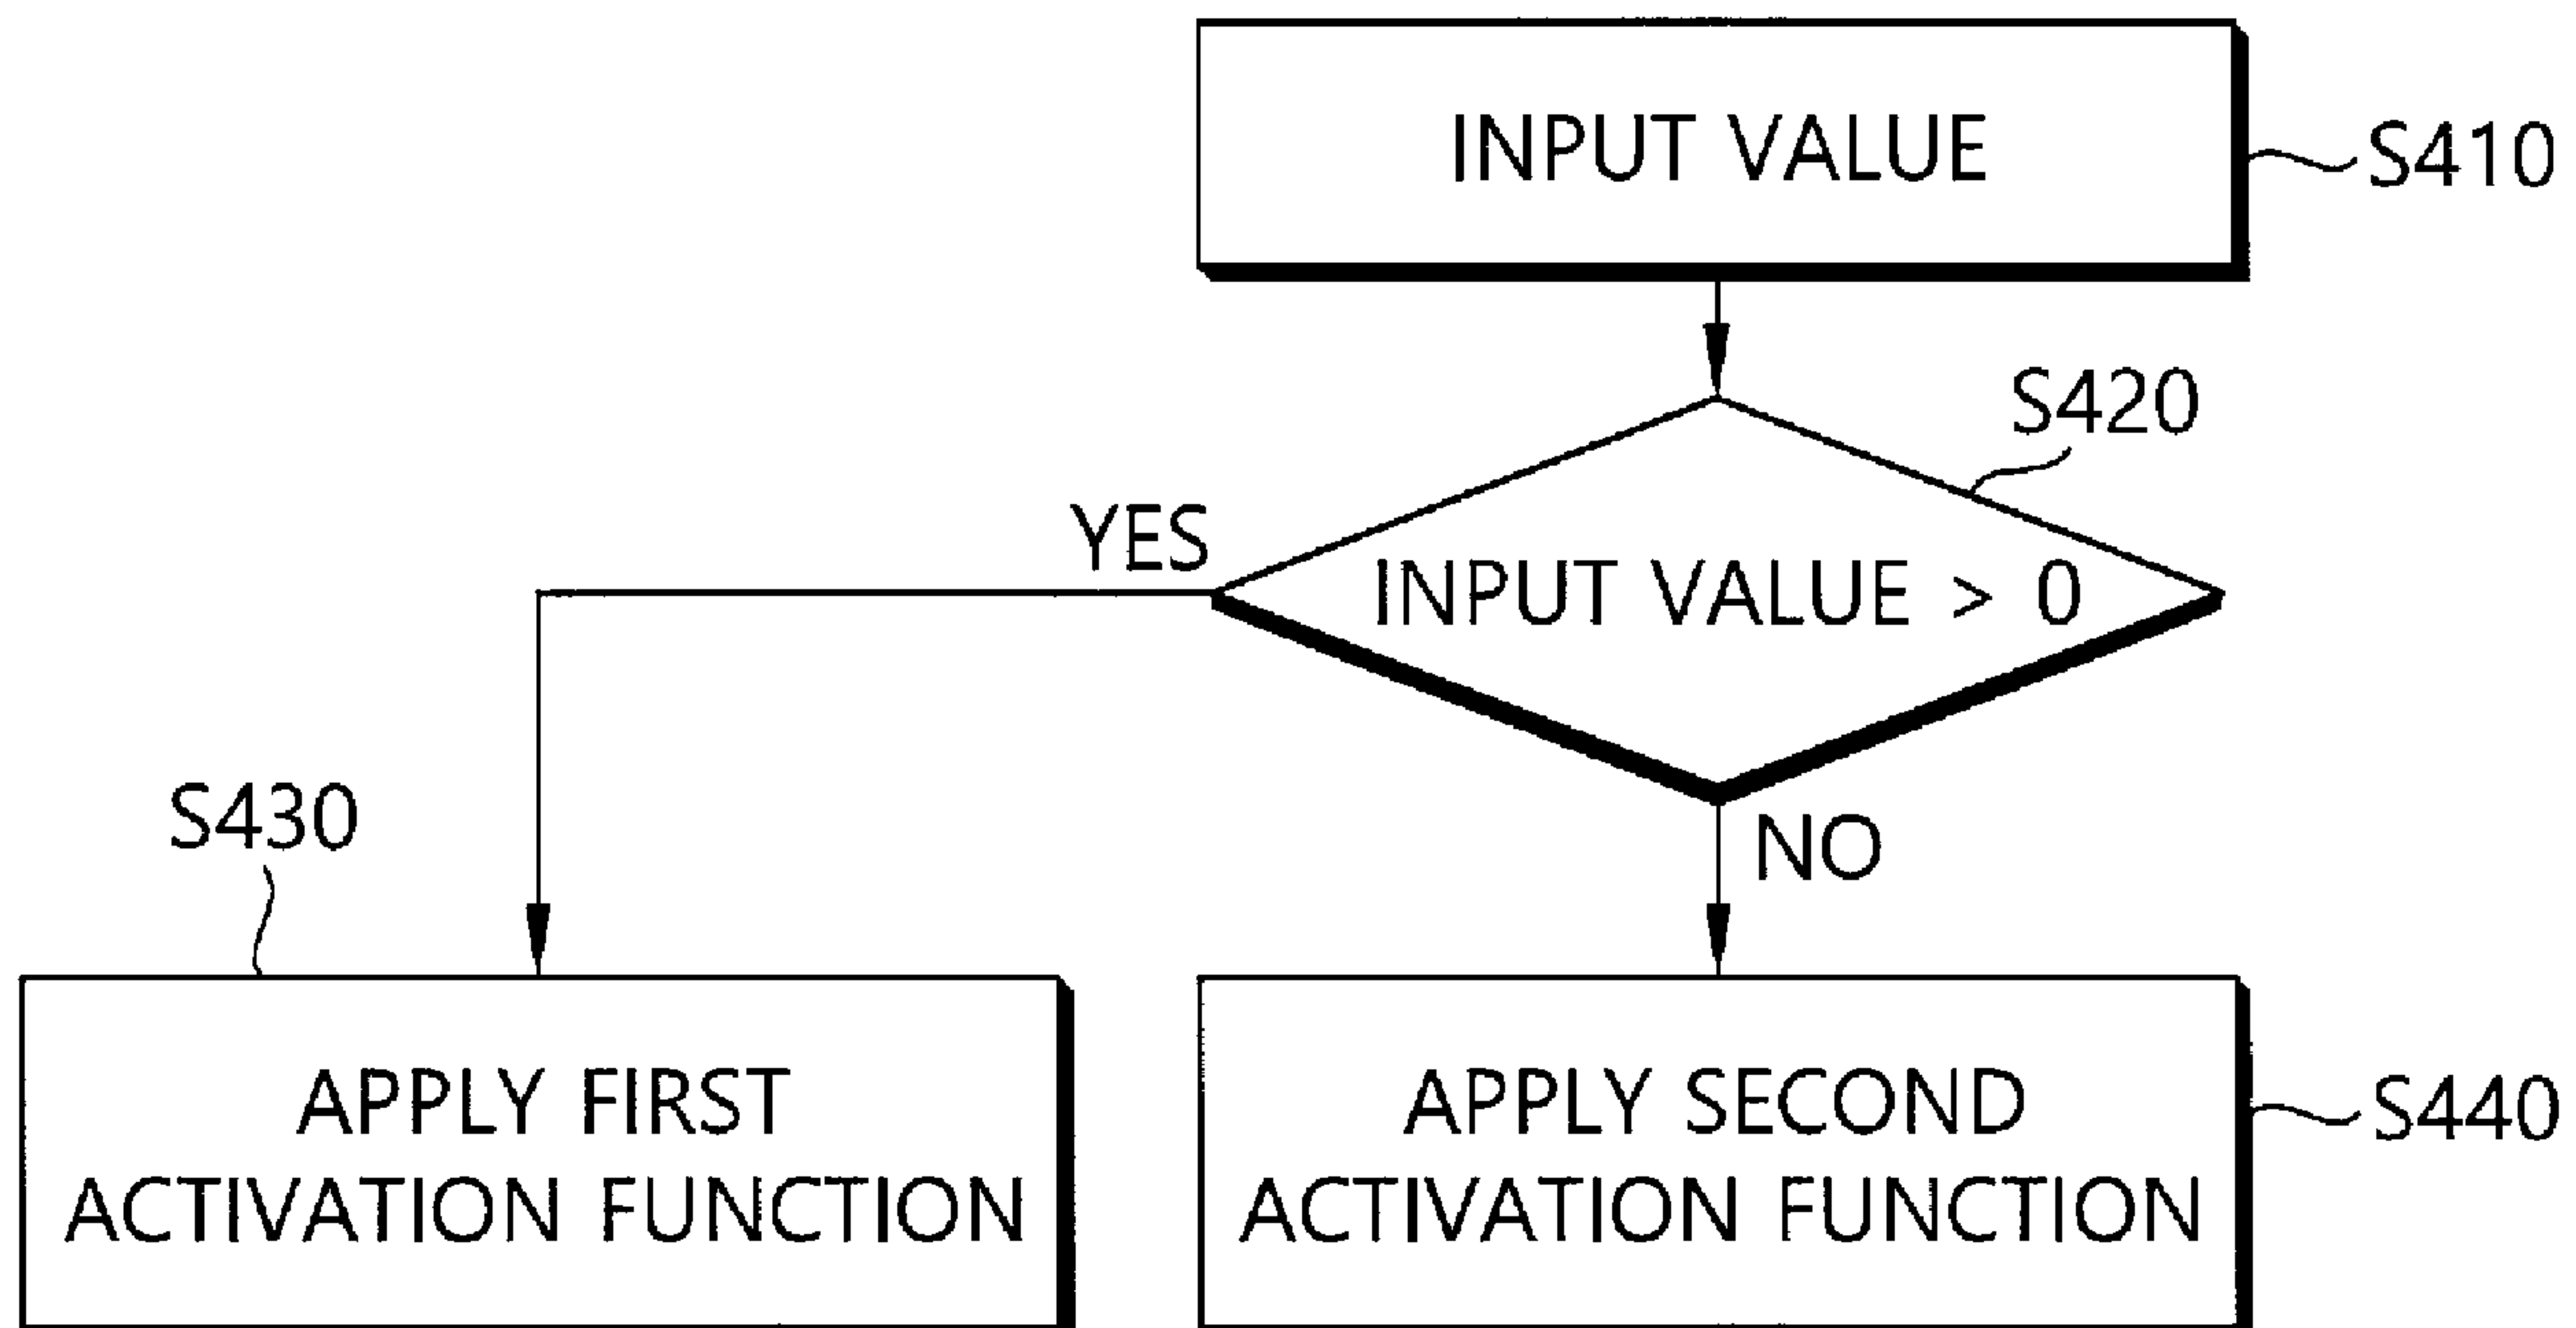 INPUT VALUE
S410
S420
YES
INPUT VALUE > 0
NO
S430
APPLY FIRST
ACTIVATION FUNCTION
APPLY SECOND
ACTIVATION FUNCTION
S440